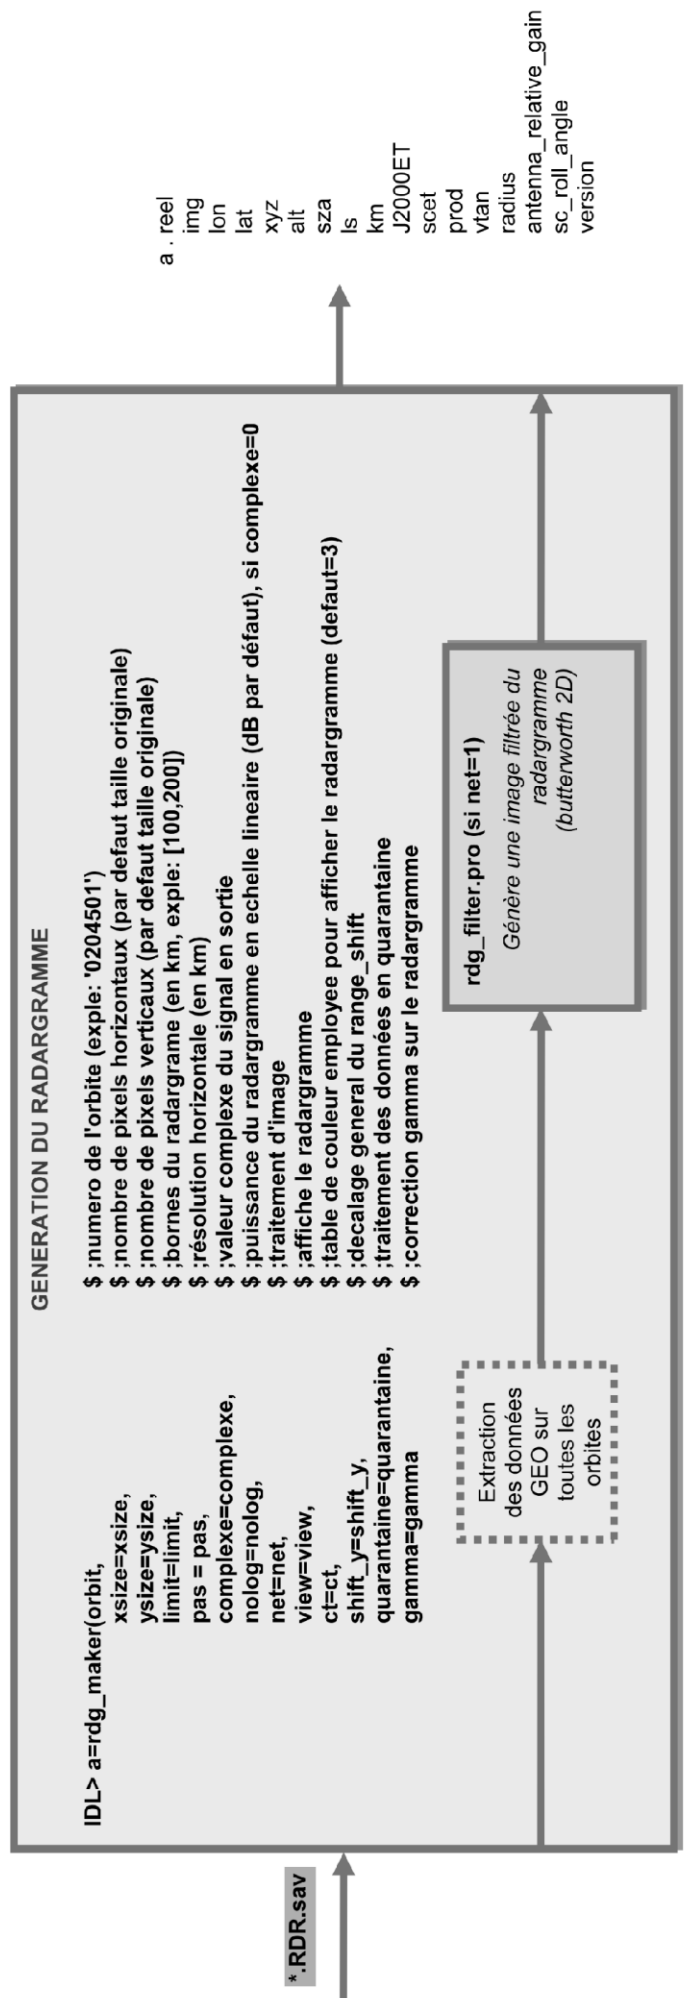 *.RDR.sav
GENERATION DU RADARGRAMME
IDL> a=rdg_maker(orbit, $ ;numero de l'orbite (exple: '0204501')
xsize=xsize, $ ;nombre de pixels horizontaux (par defaut taille originale)
ysize=ysize, $ ;nombre de pixels verticaux (par defaut taille originale)
limit=limit, $ ;bornes du radargrame (en km, exple: [100,200])
pas = pas, $ ;résolution horizontale (en km)
complexe=complexe, $ ;valeur complexe du signal en sortie
nolog=nolog, $ ;puissance du radargramme en echelle lineaire (dB par défaut), si complexe=0
net=net, $ ;traitement d'image
view=view, $ ;affiche le radargramme
ct=ct, $ ;table de couleur employee pour afficher le radargramme (defaut=3)
shift_y=shift_y, $ ;decalage general du range_shift
quarantaine=quarantaine, $ ;traitement des données en quarantaine
gamma=gamma $ ;correction gamma sur le radargramme
Extraction
des données
GEO sur
toutes les
orbites
rdg_filter.pro (si net=1)
Génère une image filtrée du
radargramme
(butterworth 2D)
a . reel
img
lon
lat
xyz
alt
sza
ls
km
J2000ET
scet
prod
vtan
radius
antenna_relative_gain
sc_roll_angle
version